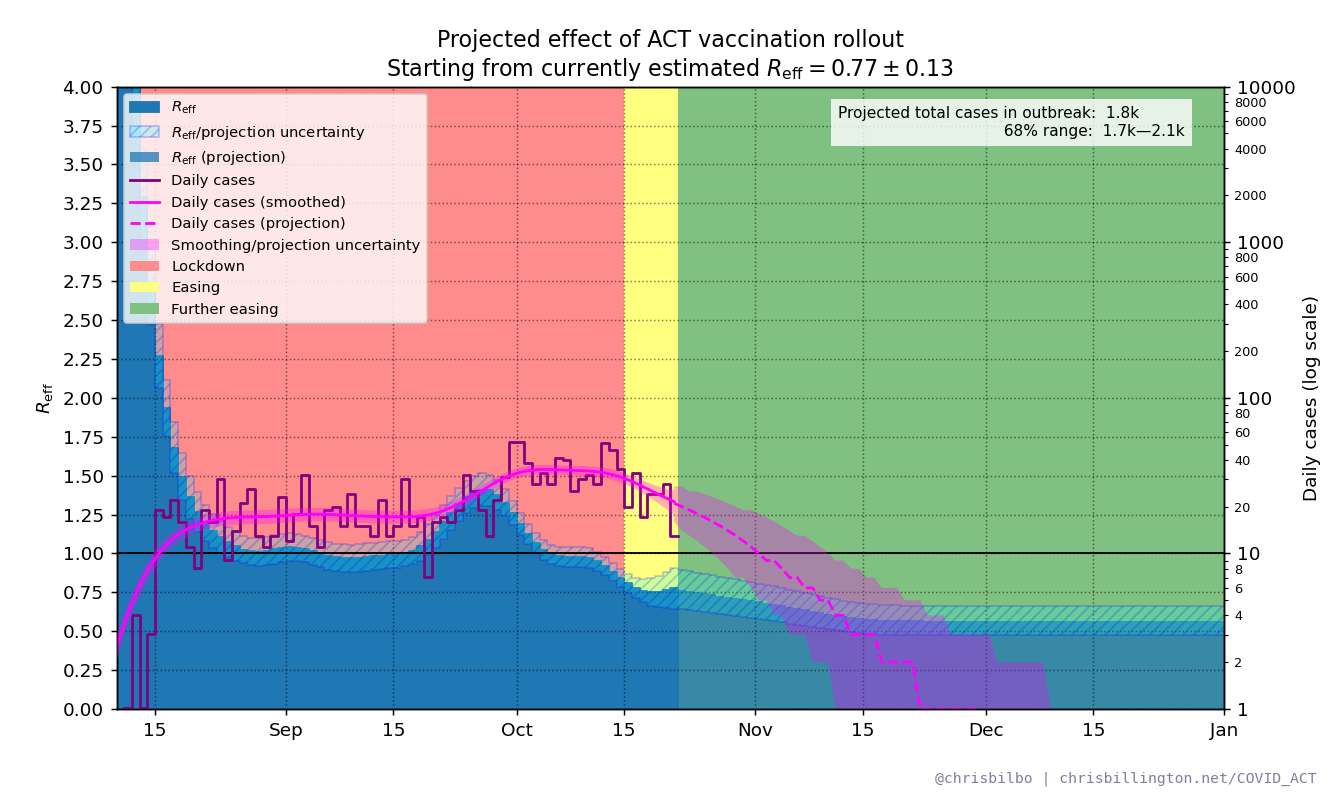 Projected effect of ACT vaccination rollout
Starting from currently estimated Reff = 0.77 ± 0.13
4.00
3.75
3.50
3.25
3.00
2.75
2.50
2.25
2.00
1.75
1.50
1.25
1.00
0.75
0.50
0.25
0.00
Reff
Reff
Reff/projection uncertainty
Reff (projection)
Daily cases
Daily cases (smoothed)
Daily cases (projection)
Smoothing/projection uncertainty
Lockdown
Easing
Further easing
Projected total cases in outbreak: 1.8k
68% range: 1.7k—2.1k
10000
8000
6000
4000
2000
1000
800
600
400
200
100
80
60
40
20
10
8
6
4
2
1
Daily cases (log scale)
15 Sep 15 Oct 15 Nov 15 Dec 15 Jan
@chrisbilbo | chrisbillington.net/COVID_ACT